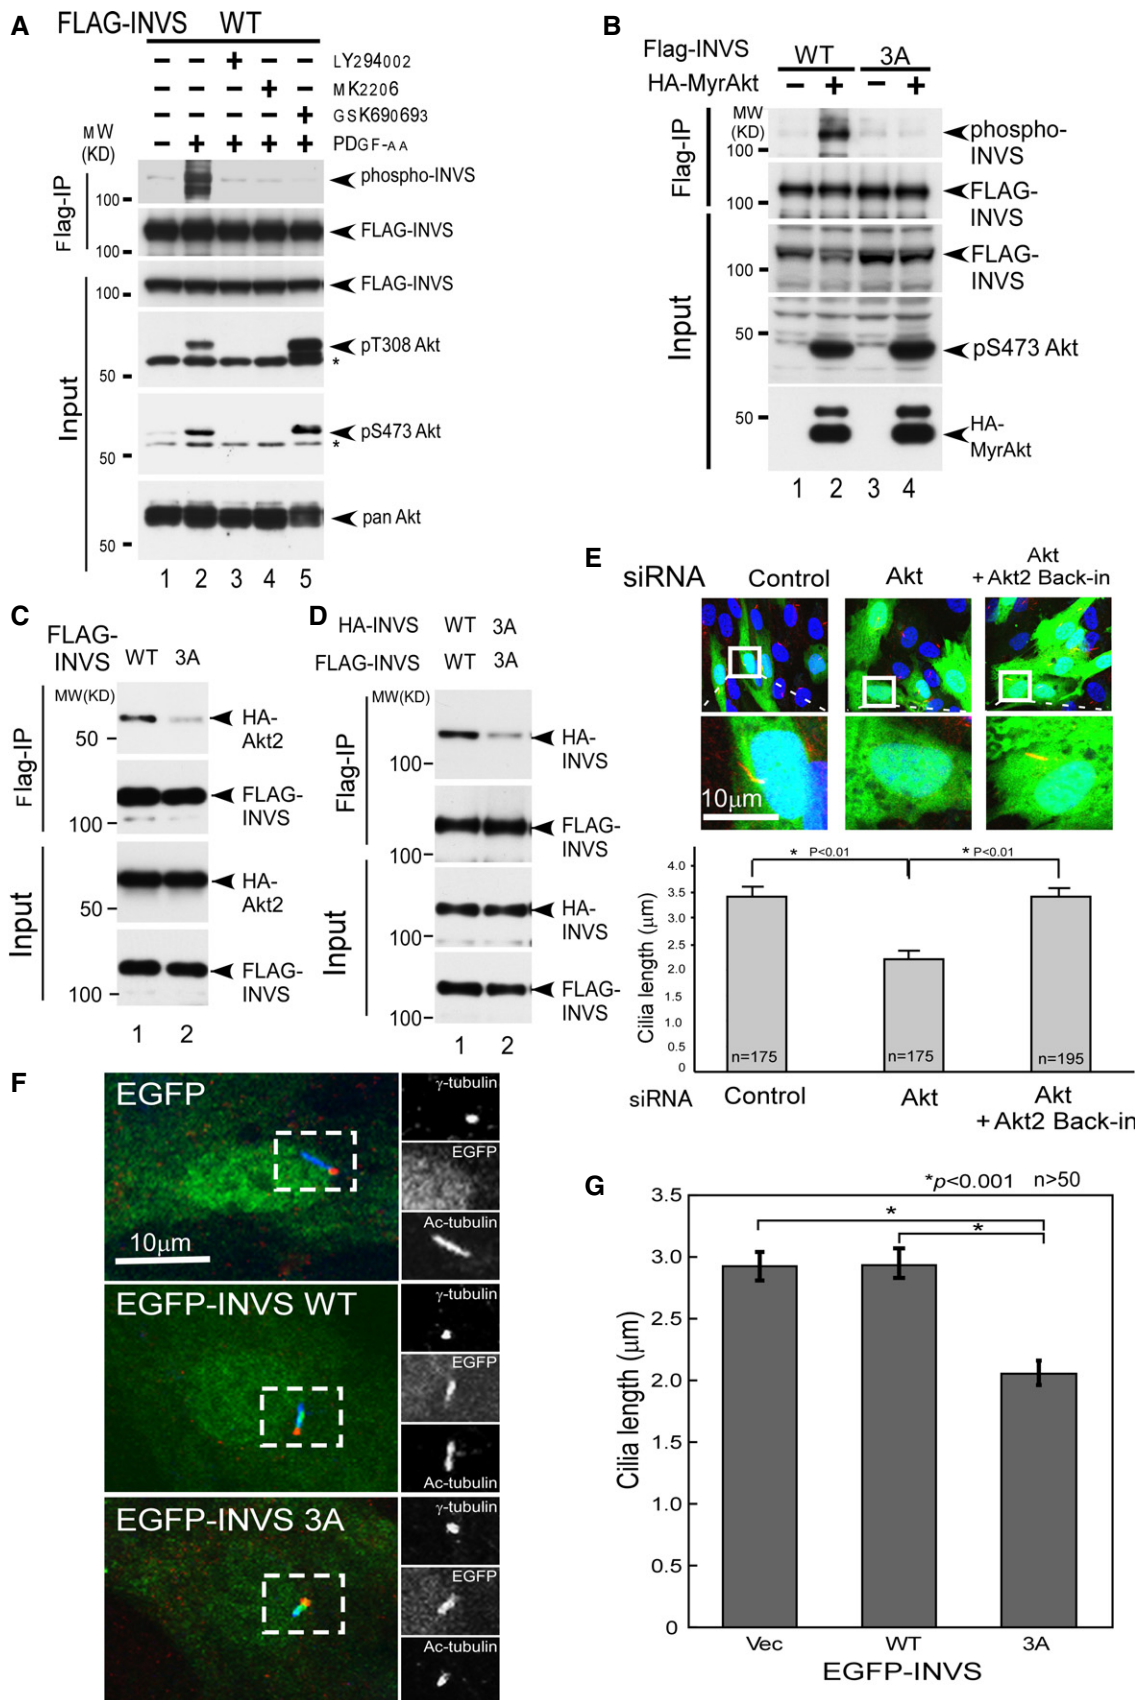 A
FLAG-INVS WT
− − + − − LY294002
− − − + − MK2206
− − − − + GSK690693
− + + + + PDGF-AA
MW
(KD)
Flag-IP
phospho-INVS
100
FLAG-INVS
100
Input
FLAG-INVS
100
pT308 Akt
*
50
pS473 Akt
*
50
pan Akt
50
1 2 3 4 5
B
Flag-INVS WT 3A
HA-MyrAkt − + − +
MW
(KD)
Flag-IP
phospho-
INVS
100
FLAG-
INVS
100
Input
FLAG-
INVS
100
50
pS473 Akt
50
HA-
MyrAkt
1 2 3 4
C
FLAG-
INVS
WT 3A
MW(KD)
Flag-IP
HA-
Akt2
50
FLAG-
INVS
100
Input
HA-
Akt2
50
FLAG-
INVS
100
1 2
D
HA-INVS WT 3A
FLAG-INVS WT 3A
MW(KD)
Flag-IP
HA-
INVS
100
FLAG-
INVS
100
Input
HA-
INVS
100
FLAG-
INVS
100
1 2
E
siRNA Control Akt Akt
+ Akt2 Back-in
10μm
* P<0.01 * P<0.01
Cilia length (μm)
4.0
3.5
3.0
2.5
2.0
1.5
1.0
0.5
0
n=175 n=175 n=195
siRNA Control Akt Akt
+ Akt2 Back-in
F
EGFP
10μm
γ-tubulin
EGFP
Ac-tubulin
EGFP-INVS WT
γ-tubulin
EGFP
Ac-tubulin
EGFP-INVS 3A
γ-tubulin
EGFP
Ac-tubulin
G
*p<0.001 n>50
*
*
Cilia length (μm)
3.5
3.0
2.5
2.0
1.5
1.0
0.5
0
Vec WT 3A
EGFP-INVS